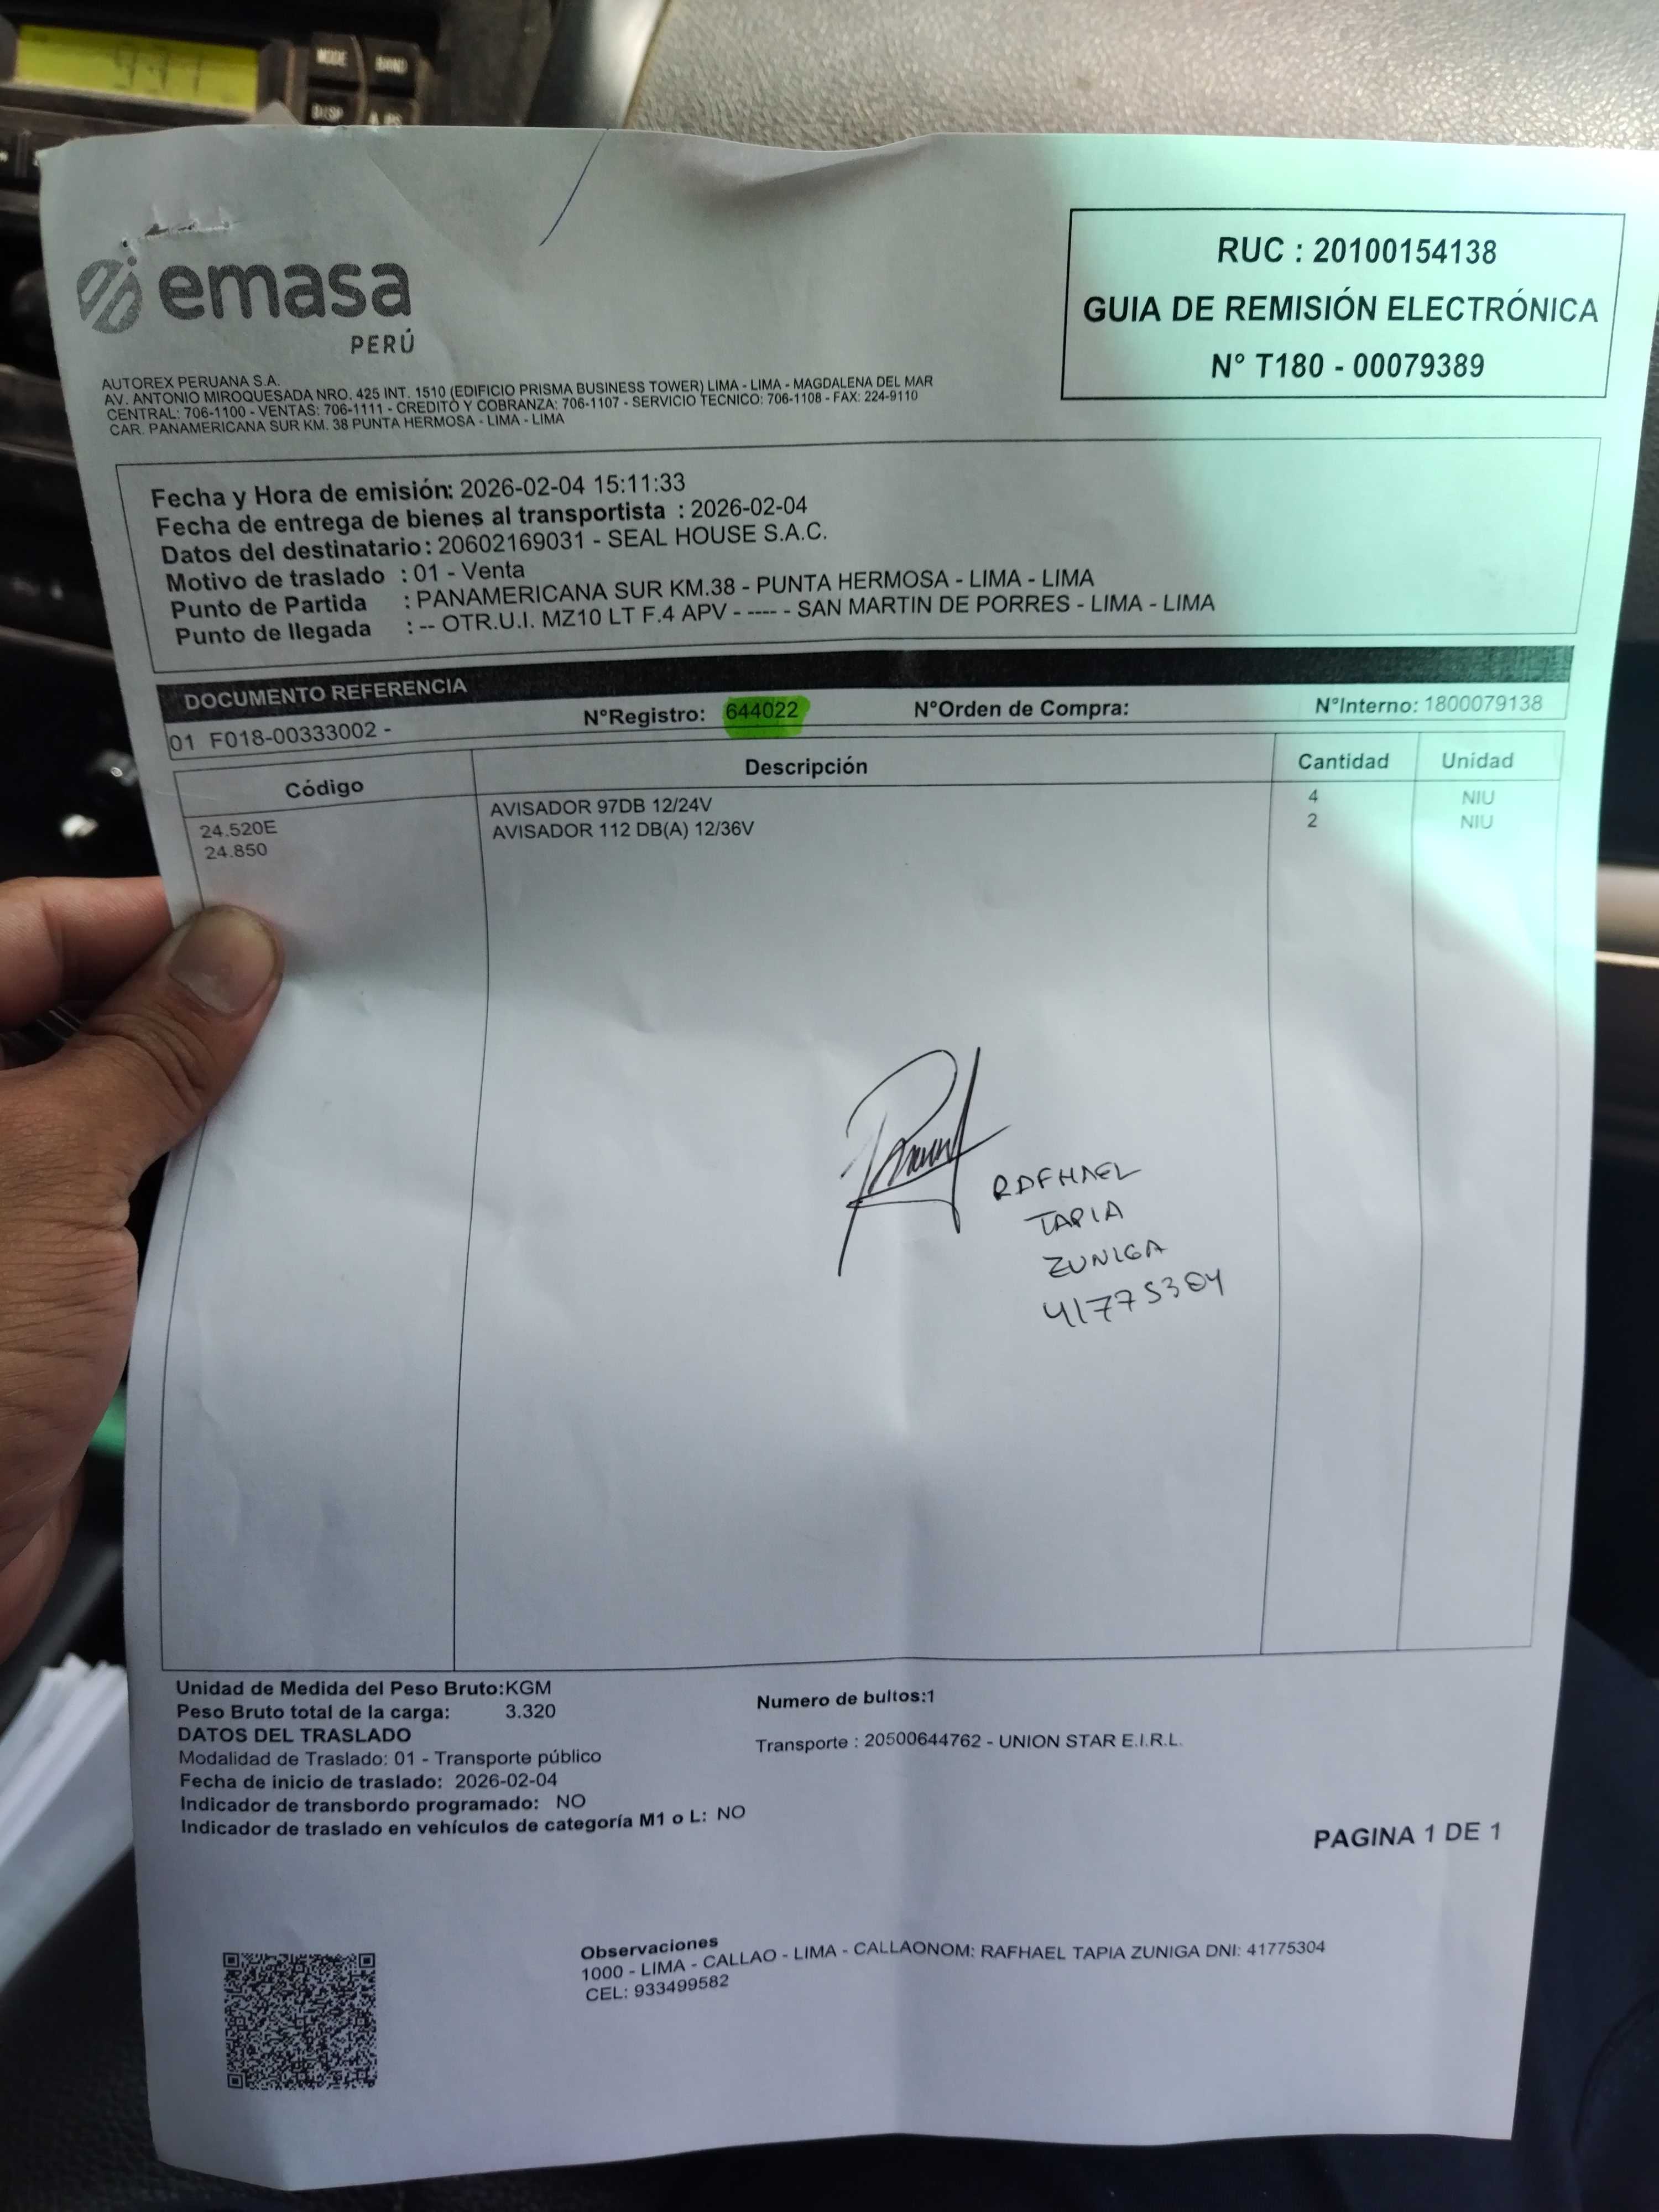 MODE BAND
DISP A.PS
emasa
PERÚ
RUC : 20100154138
GUIA DE REMISIÓN ELECTRÓNICA
N° T180 - 00079389
AUTOREX PERUANA S.A.
AV. ANTONIO MIROQUESADA NRO. 425 INT. 1510 (EDIFICIO PRISMA BUSINESS TOWER) LIMA - LIMA - MAGDALENA DEL MAR
CENTRAL: 706-1100 - VENTAS: 706-1111 - CREDITO Y COBRANZA: 706-1107 - SERVICIO TECNICO: 706-1108 - FAX: 224-9110
CAR. PANAMERICANA SUR KM. 38 PUNTA HERMOSA - LIMA - LIMA
Fecha y Hora de emisión: 2026-02-04 15:11:33
Fecha de entrega de bienes al transportista : 2026-02-04
Datos del destinatario: 20602169031 - SEAL HOUSE S.A.C.
Motivo de traslado : 01 - Venta
Punto de Partida : PANAMERICANA SUR KM.38 - PUNTA HERMOSA - LIMA - LIMA
Punto de llegada : -- OTR.U.I. MZ10 LT F.4 APV - ---- - SAN MARTIN DE PORRES - LIMA - LIMA
DOCUMENTO REFERENCIA
01 F018-00333002 - N°Registro: 644022 N°Orden de Compra: N°Interno: 1800079138
Código Descripción Cantidad Unidad
24.520E AVISADOR 97DB 12/24V 4 NIU
24.850 AVISADOR 112 DB(A) 12/36V 2 NIU
RAFHAEL
TAPIA
ZUNIGA
41775304
Unidad de Medida del Peso Bruto:KGM
Peso Bruto total de la carga: 3.320 Numero de bultos:1
DATOS DEL TRASLADO
Modalidad de Traslado: 01 - Transporte público Transporte : 20500644762 - UNION STAR E.I.R.L.
Fecha de inicio de traslado: 2026-02-04
Indicador de transbordo programado: NO
Indicador de traslado en vehículos de categoría M1 o L: NO
PAGINA 1 DE 1
Observaciones
1000 - LIMA - CALLAO - LIMA - CALLAONOM: RAFHAEL TAPIA ZUNIGA DNI: 41775304
CEL: 933499582